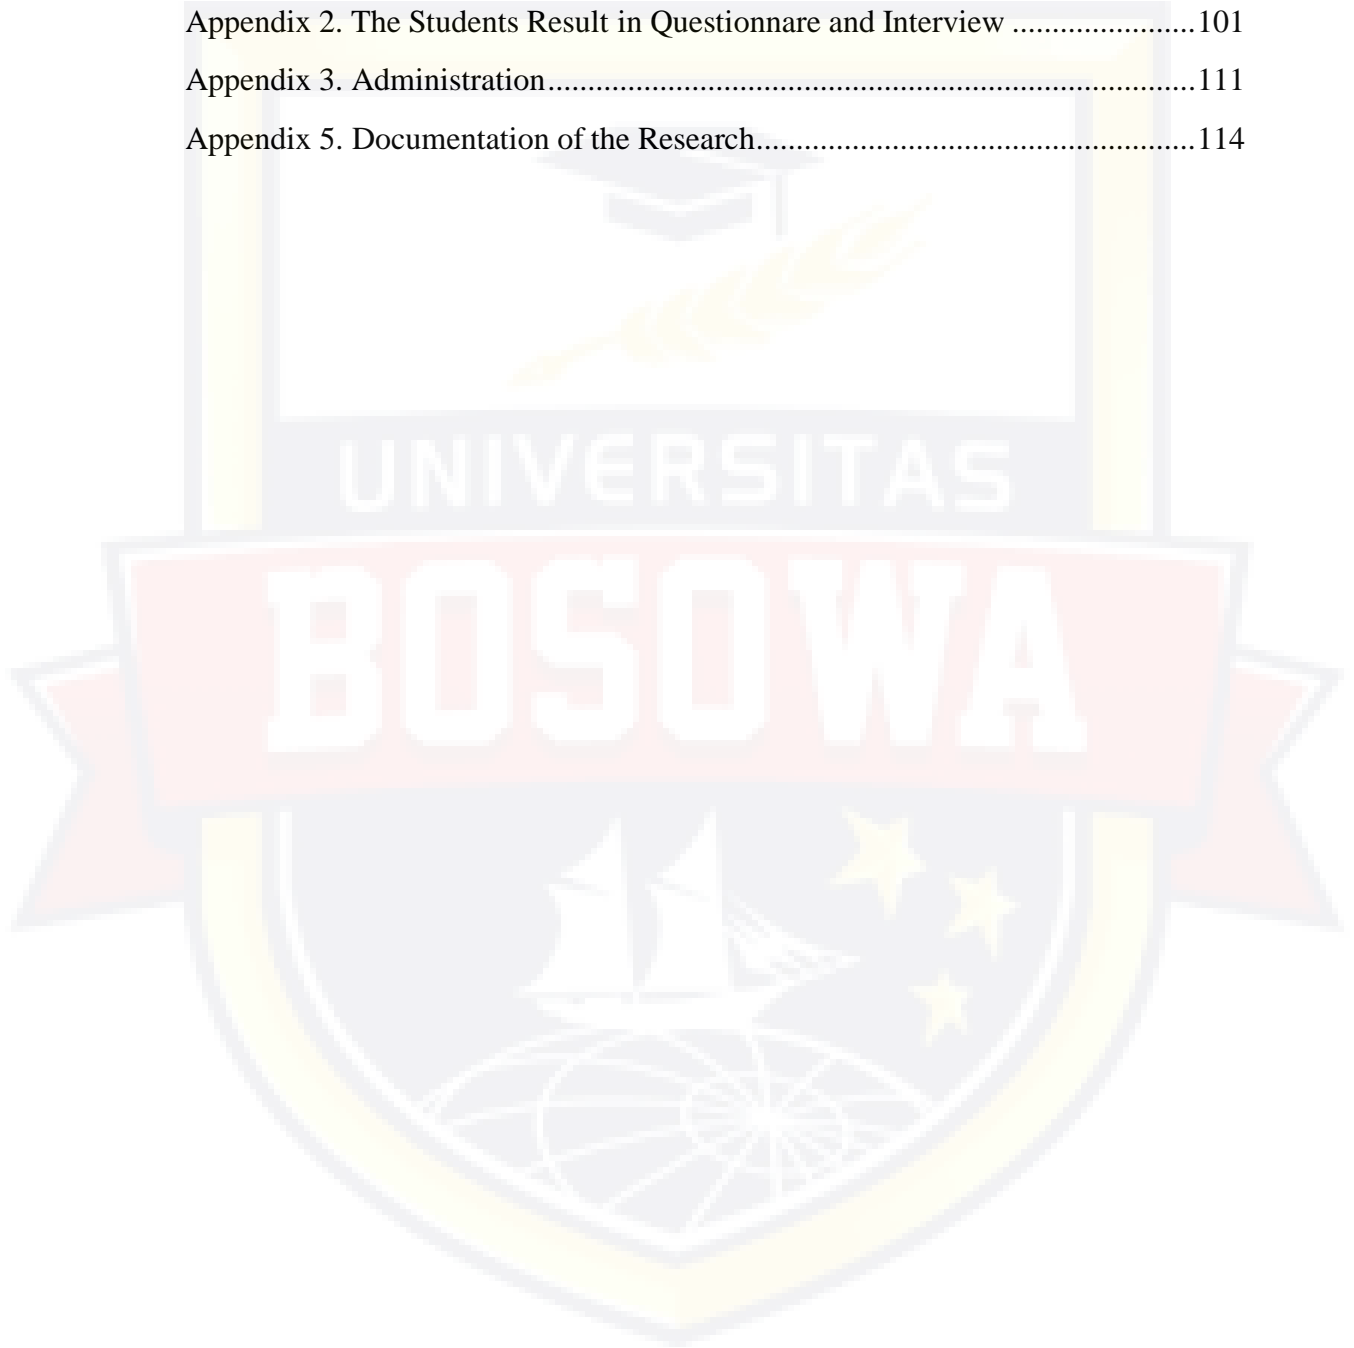 Appendix 2. The Students Result in Questionnare and Interview .......................101
Appendix 3. Administration.................................................................................111
Appendix 5. Documentation of the Research.......................................................114
UNIVERSITAS
BOSOWA